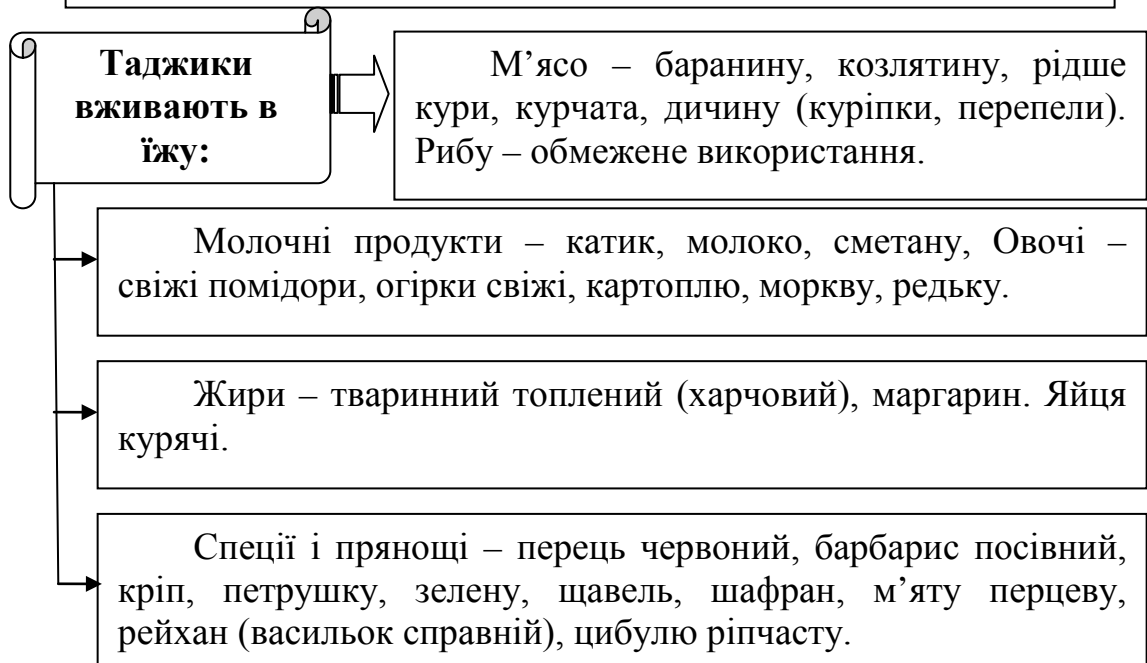 Таджики
вживають в
їжу:
М’ясо – баранину, козлятину, рідше
кури, курчата, дичину (куріпки, перепели).
Рибу – обмежене використання.
Молочні продукти – катик, молоко, сметану, Овочі –
свіжі помідори, огірки свіжі, картоплю, моркву, редьку.
Жири – тваринний топлений (харчовий), маргарин. Яйця
курячі.
Спеції і прянощі – перець червоний, барбарис посівний,
кріп, петрушку, зелену, щавель, шафран, м’яту перцеву,
рейхан (васильок справній), цибулю ріпчасту.